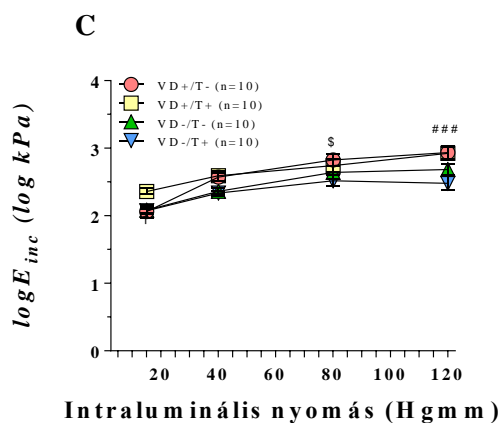 C
4
3
2
1
0
VD+/T- (n=10)
VD+/T+ (n=10)
VD-/T- (n=10)
VD-/T+ (n=10)
$
###
20 40 60 80 100 120
logE inc (log kPa)
Intraluminális nyomás (Hgmm)